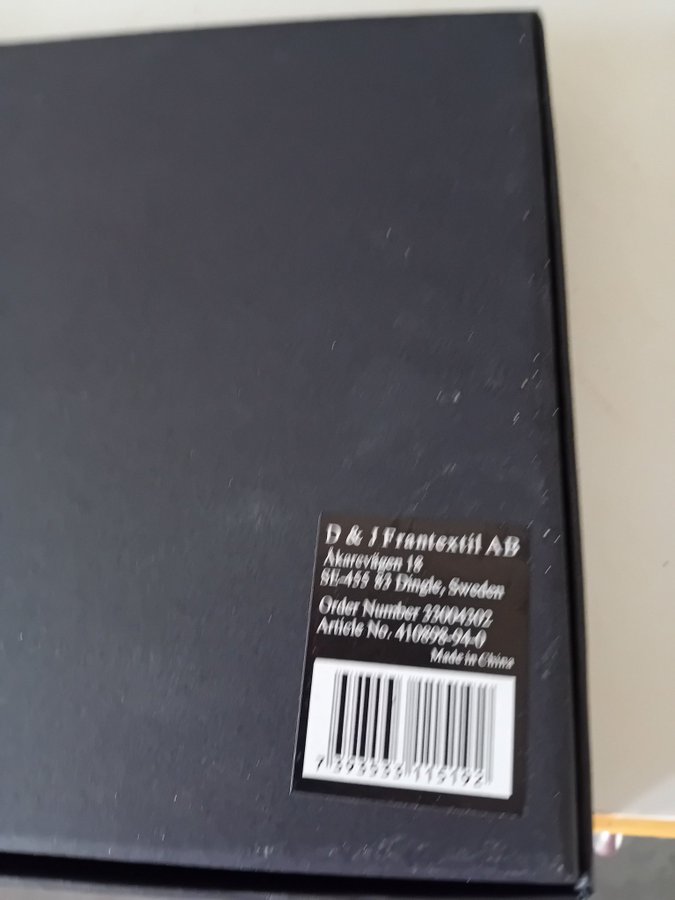 D & J Frantextil AB
Åkarevägen 18
SE-455 83 Dingle, Sweden
Order Number 33004302
Article No. 410898-94-0
Made in China